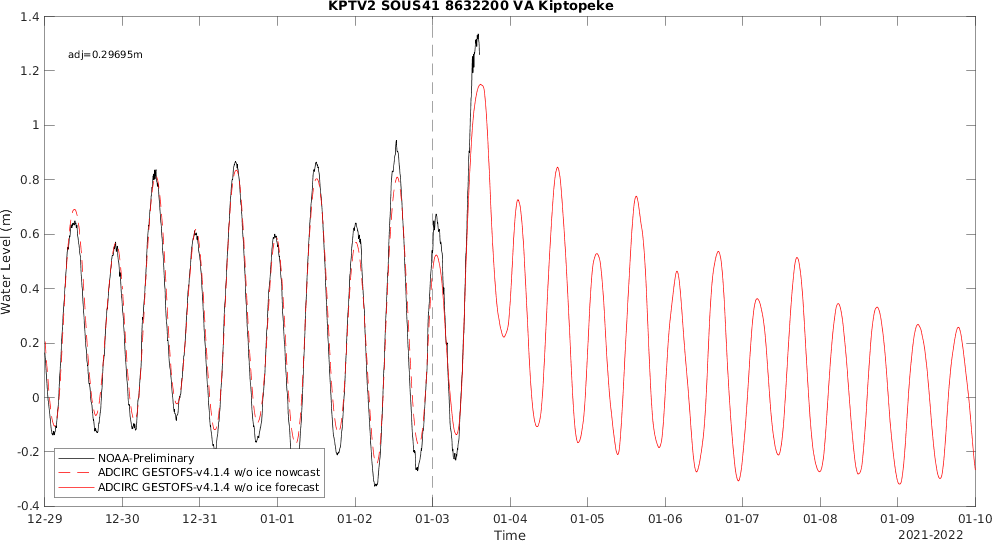 KPTV2 SOUS41 8632200 VA Kiptopeke
adj=0.29695m
1.4
1.2
1
0.8
0.6
0.4
0.2
0
-0.2
-0.4
Water Level (m)
NOAA-Preliminary
ADCIRC GESTOFS-v4.1.4 w/o ice nowcast
ADCIRC GESTOFS-v4.1.4 w/o ice forecast
12-29 12-30 12-31 01-01 01-02 01-03 01-04 01-05 01-06 01-07 01-08 01-09 01-10
Time
2021-2022